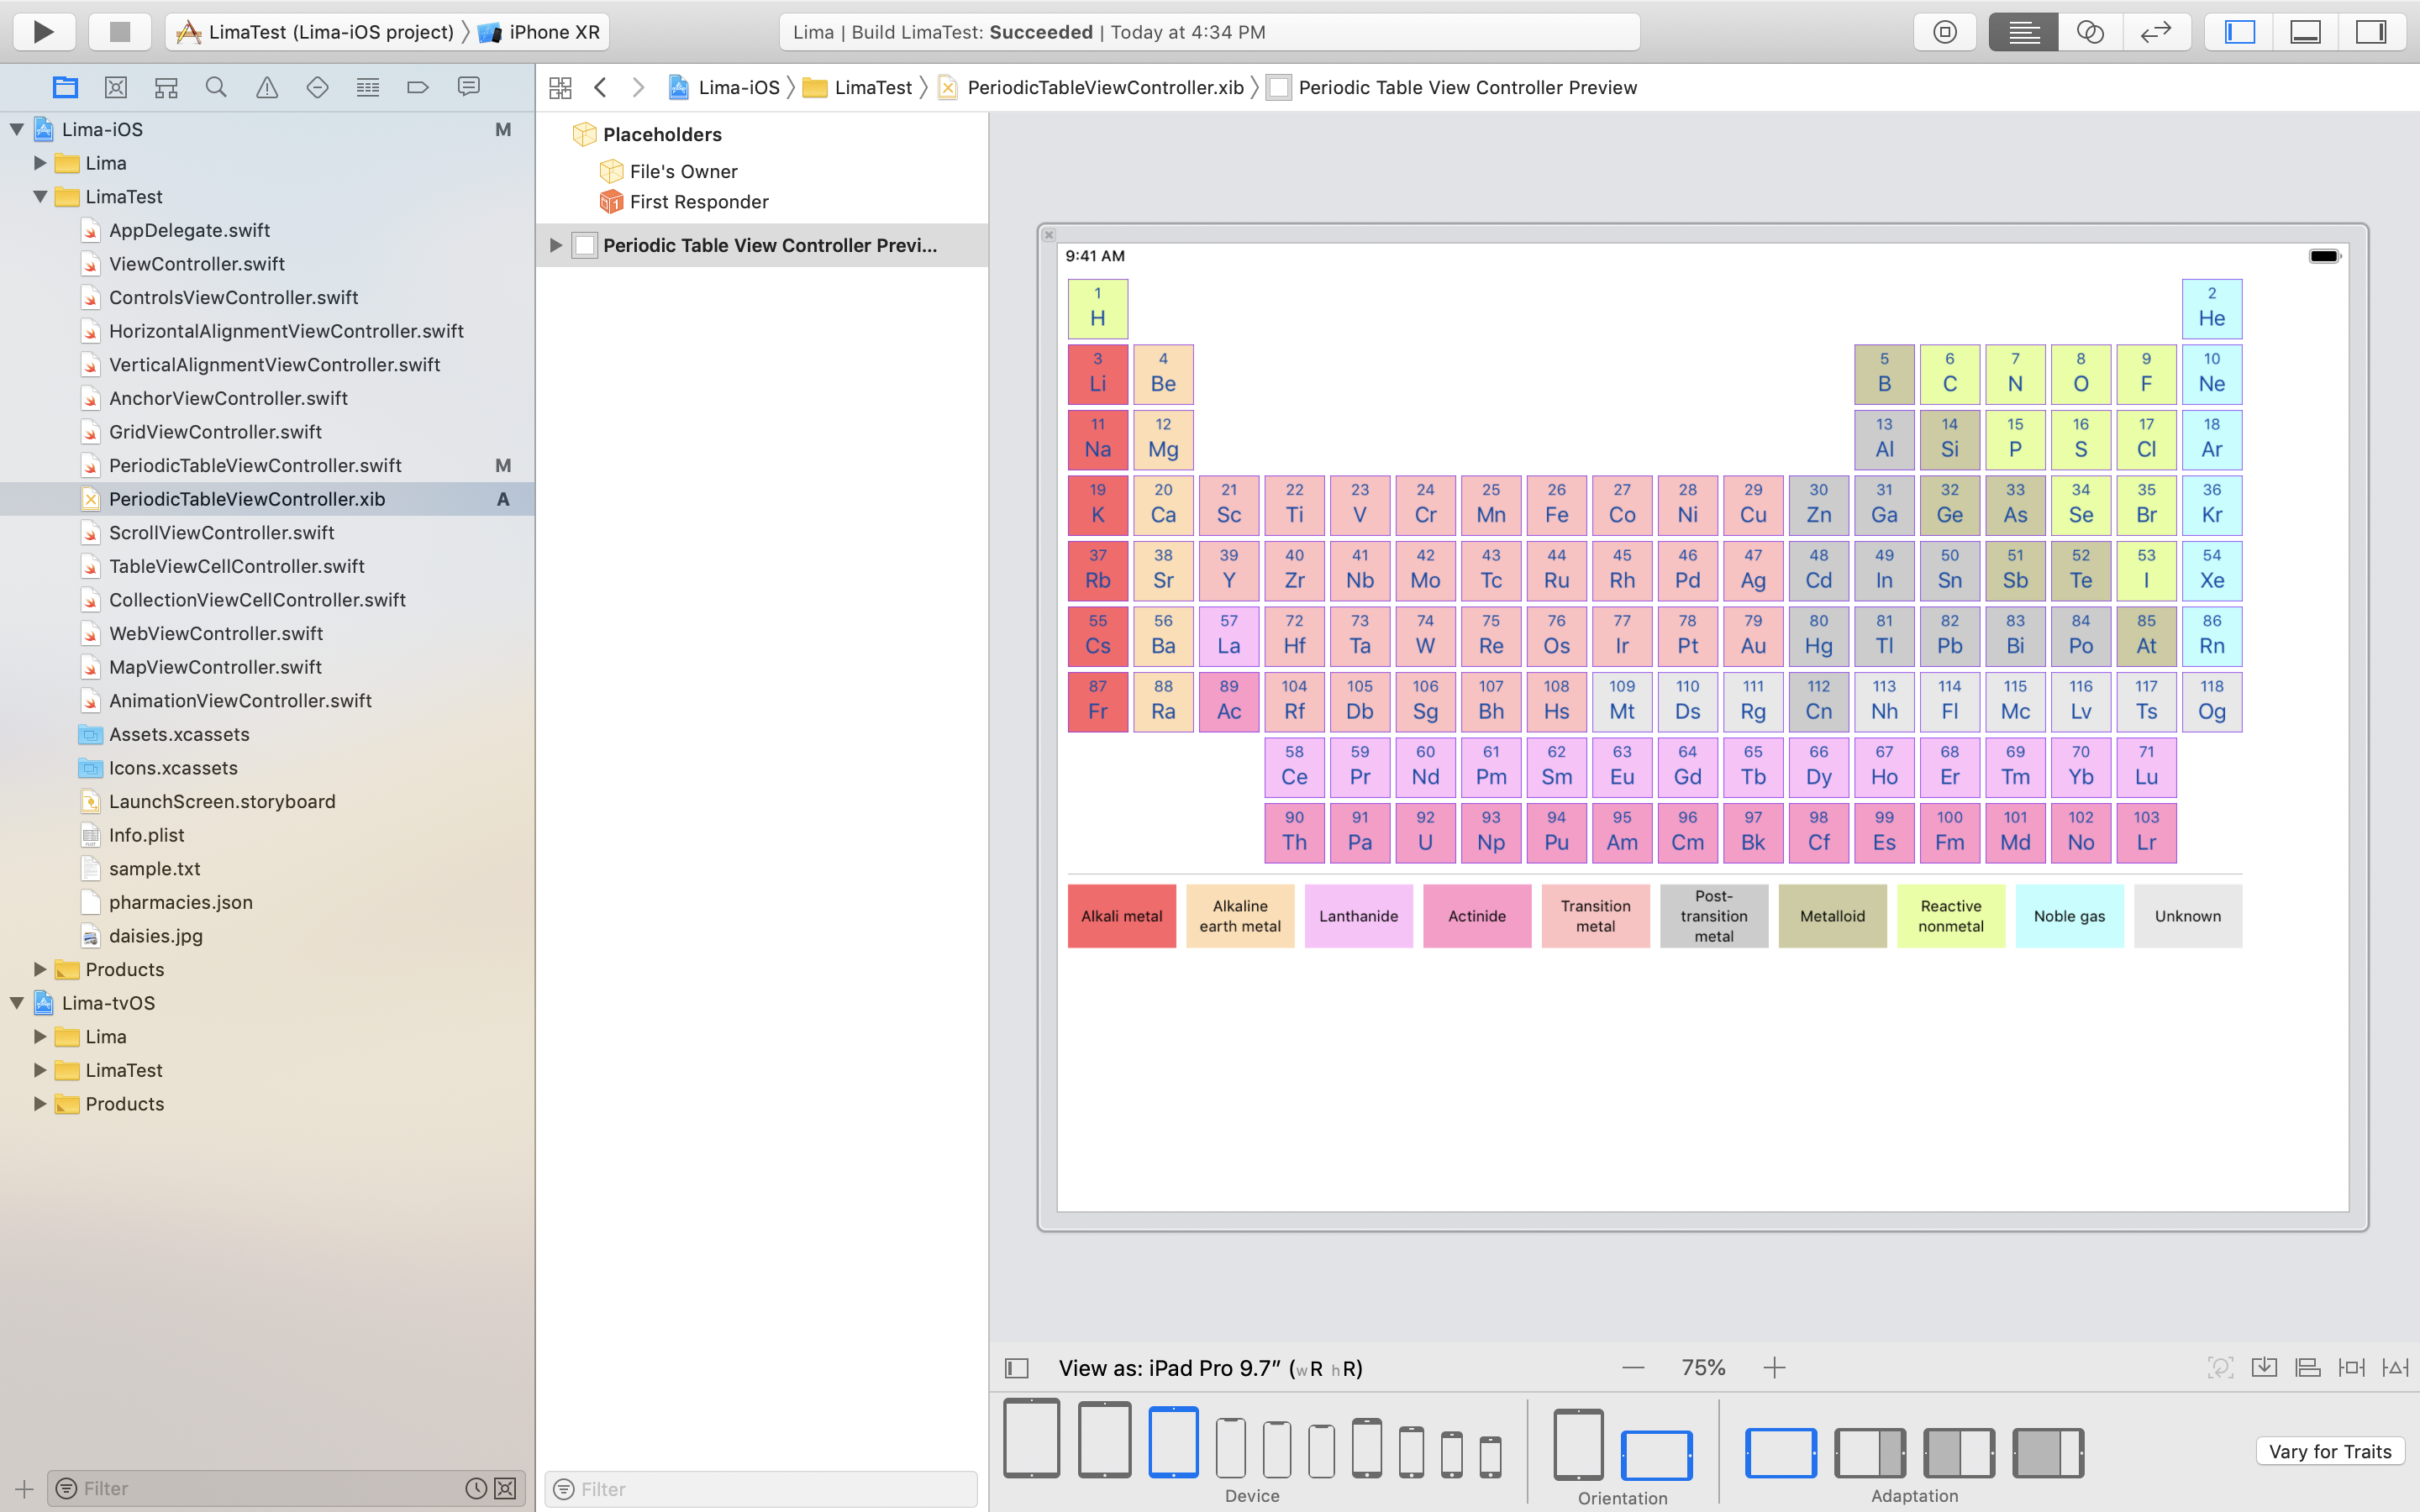 LimaTest (Lima-iOS project) 〉 iPhone XR
Lima | Build LimaTest: Succeeded | Today at 4:34 PM
Lima-iOS 〉 LimaTest 〉 PeriodicTableViewController.xib 〉 Periodic Table View Controller Preview
Lima-iOS M
Lima
LimaTest
AppDelegate.swift
ViewController.swift
ControlsViewController.swift
HorizontalAlignmentViewController.swift
VerticalAlignmentViewController.swift
AnchorViewController.swift
GridViewController.swift
PeriodicTableViewController.swift M
PeriodicTableViewController.xib A
ScrollViewController.swift
TableViewCellController.swift
CollectionViewCellController.swift
WebViewController.swift
MapViewController.swift
AnimationViewController.swift
Assets.xcassets
Icons.xcassets
LaunchScreen.storyboard
Info.plist
sample.txt
pharmacies.json
daisies.jpg
Products
Lima-tvOS
Lima
LimaTest
Products
Filter
Placeholders
File's Owner
First Responder
Periodic Table View Controller Previ...
Filter
9:41 AM
1 2
H He
3 4 5 6 7 8 9 10
Li Be B C N O F Ne
11 12 13 14 15 16 17 18
Na Mg Al Si P S Cl Ar
19 20 21 22 23 24 25 26 27 28 29 30 31 32 33 34 35 36
K Ca Sc Ti V Cr Mn Fe Co Ni Cu Zn Ga Ge As Se Br Kr
37 38 39 40 41 42 43 44 45 46 47 48 49 50 51 52 53 54
Rb Sr Y Zr Nb Mo Tc Ru Rh Pd Ag Cd In Sn Sb Te I Xe
55 56 57 72 73 74 75 76 77 78 79 80 81 82 83 84 85 86
Cs Ba La Hf Ta W Re Os Ir Pt Au Hg Tl Pb Bi Po At Rn
87 88 89 104 105 106 107 108 109 110 111 112 113 114 115 116 117 118
Fr Ra Ac Rf Db Sg Bh Hs Mt Ds Rg Cn Nh Fl Mc Lv Ts Og
58 59 60 61 62 63 64 65 66 67 68 69 70 71
Ce Pr Nd Pm Sm Eu Gd Tb Dy Ho Er Tm Yb Lu
90 91 92 93 94 95 96 97 98 99 100 101 102 103
Th Pa U Np Pu Am Cm Bk Cf Es Fm Md No Lr
Alkali metal
Alkaline
earth metal
Lanthanide
Actinide
Transition
metal
Post-
transition
metal
Metalloid
Reactive
nonmetal
Noble gas
Unknown
View as: iPad Pro 9.7” (wR hR)
75%
Device
Orientation
Adaptation
Vary for Traits